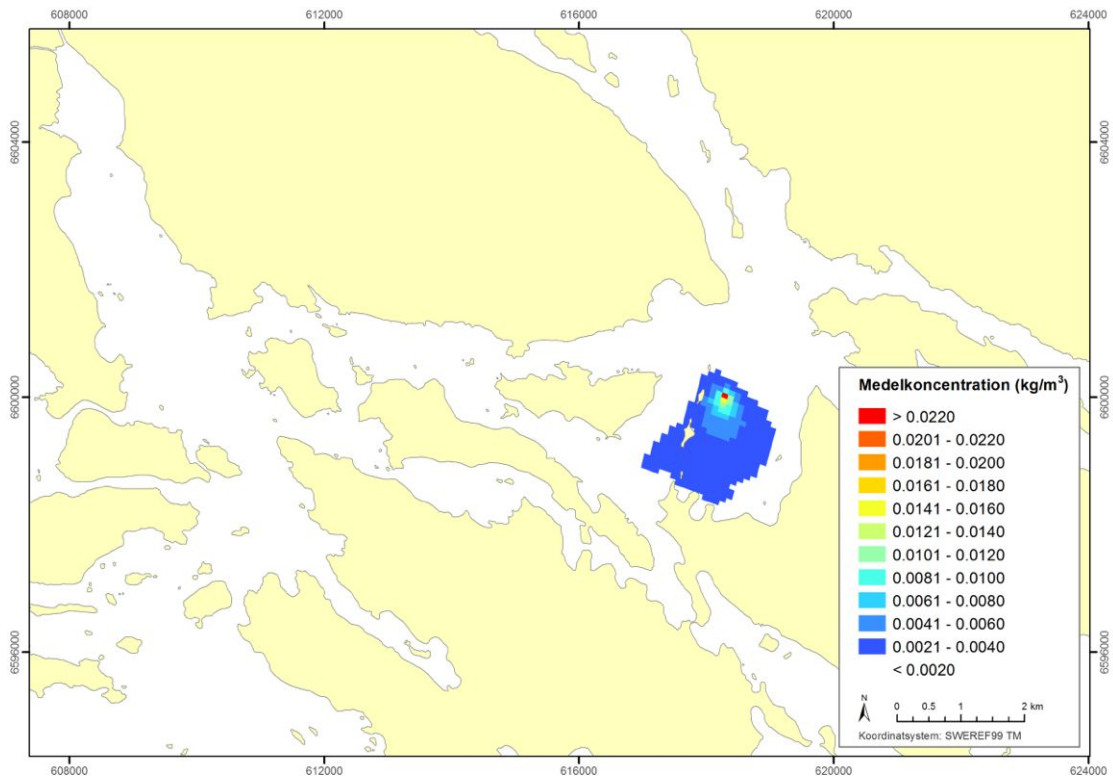 608000 612000 616000 620000 624000
6604000 6604000
6600000 6600000
Medelkoncentration (kg/m³)
> 0.0220
0.0201 - 0.0220
0.0181 - 0.0200
0.0161 - 0.0180
0.0141 - 0.0160
0.0121 - 0.0140
0.0101 - 0.0120
0.0081 - 0.0100
0.0061 - 0.0080
0.0041 - 0.0060
0.0021 - 0.0040
< 0.0020
6596000 6596000
N
0 0.5 1 2 km
Koordinatsystem: SWEREF99 TM
608000 612000 616000 620000 624000